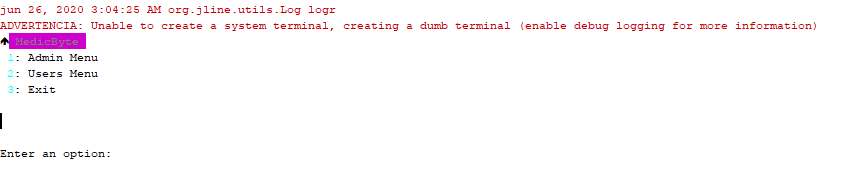 jun 26, 2020 3:04:25 AM org.jline.utils.Log logr
ADVERTENCIA: Unable to create a system terminal, creating a dumb terminal (enable debug logging for more information)
MedicByte
1: Admin Menu
2: Users Menu
3: Exit
Enter an option: